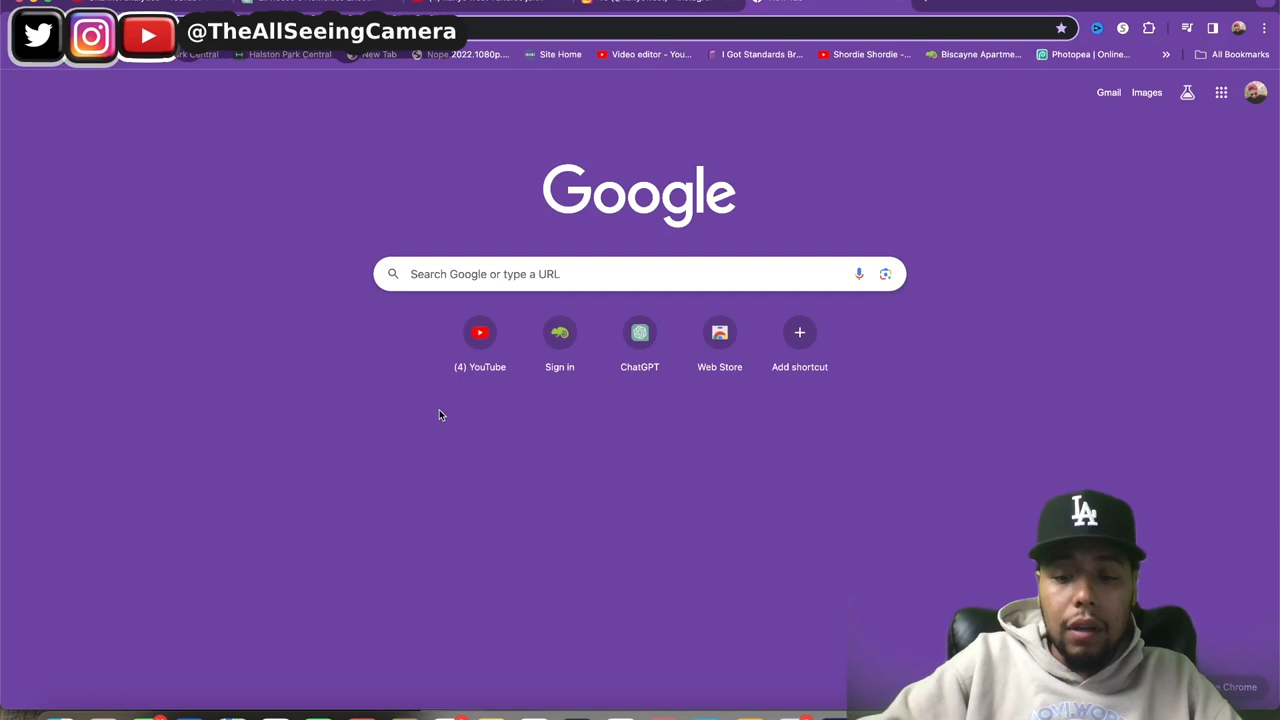 @TheAllSeeingCamera
Halston Park Central
New Tab
Nope 2022.1080p....
Site Home
Video editor - You...
I Got Standards Br...
Shordie Shordie -...
Biscayne Apartme...
Photopea | Online...
»
All Bookmarks
Gmail
Images
Google
Search Google or type a URL
(4) YouTube
Sign in
ChatGPT
Web Store
Add shortcut
LA
Chrome